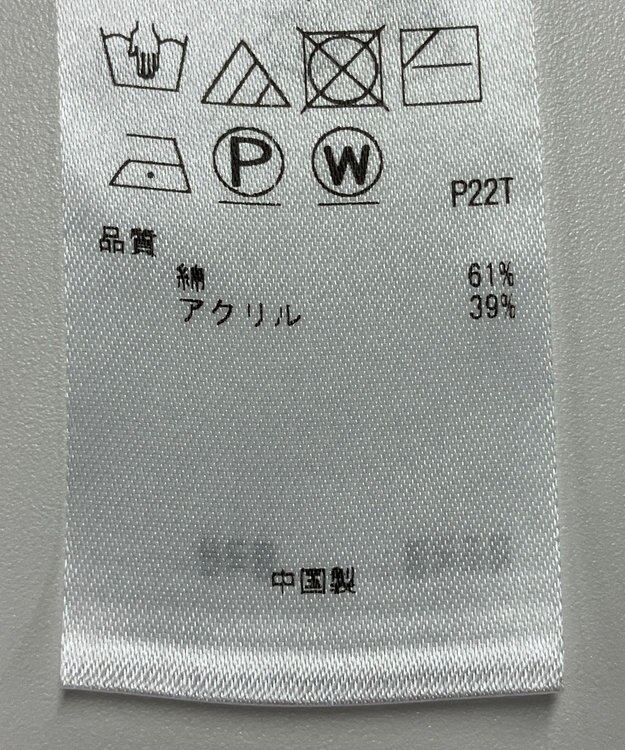 P W
P22T
品質
綿 61%
アクリル 39%
中国製